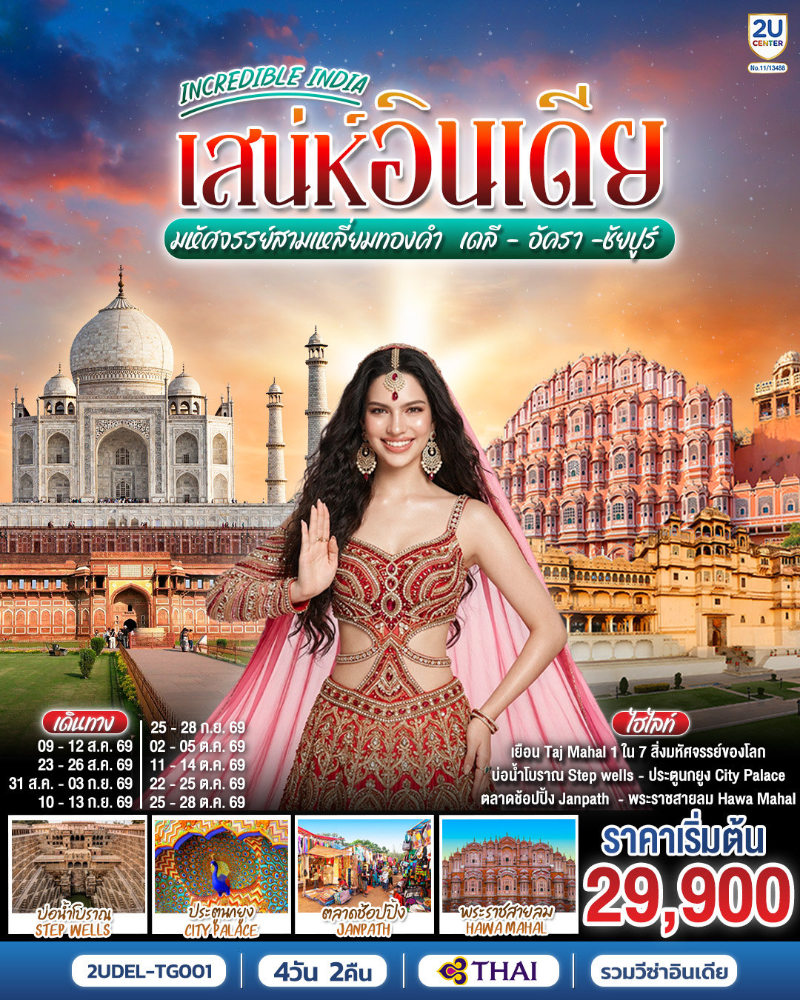 2U
CENTER
No.11/13488
INCREDIBLE INDIA
เสน่ห์อินเดีย
มหัศจรรย์สามเหลี่ยมทองคำ เดลี - อัครา -ชัยปูร์
เดินทาง
09 - 12 ส.ค. 69
23 - 26 ส.ค. 69
31 ส.ค. - 03 ก.ย. 69
10 - 13 ก.ย. 69
25 - 28 ก.ย. 69
02 - 05 ต.ค. 69
11 - 14 ต.ค. 69
22 - 25 ต.ค. 69
25 - 28 ต.ค. 69
ไฮไลท์
เยือน Taj Mahal 1 ใน 7 สิ่งมหัศจรรย์ของโลก
บ่อน้ำโบราณ Step wells - ประตูนกยูง City Palace
ตลาดช้อปปิ้ง Janpath - พระราชสายลม Hawa Mahal
บ่อน้ำโบราณ
STEP WELLS
ประตูนกยูง
CITY PALACE
ตลาดช้อปปิ้ง
JANPATH
พระราชสายลม
HAWA MAHAL
ราคาเริ่มต้น
29,900
2UDEL-TG001
4วัน 2คืน
THAI
รวมวีซ่าอินเดีย